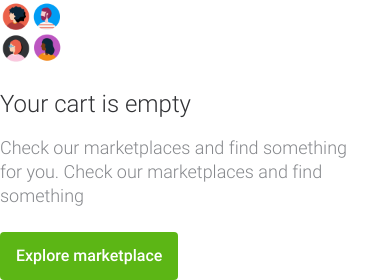 Your cart is empty
Check our marketplaces and find something
for you. Check our marketplaces and find
something
Explore marketplace